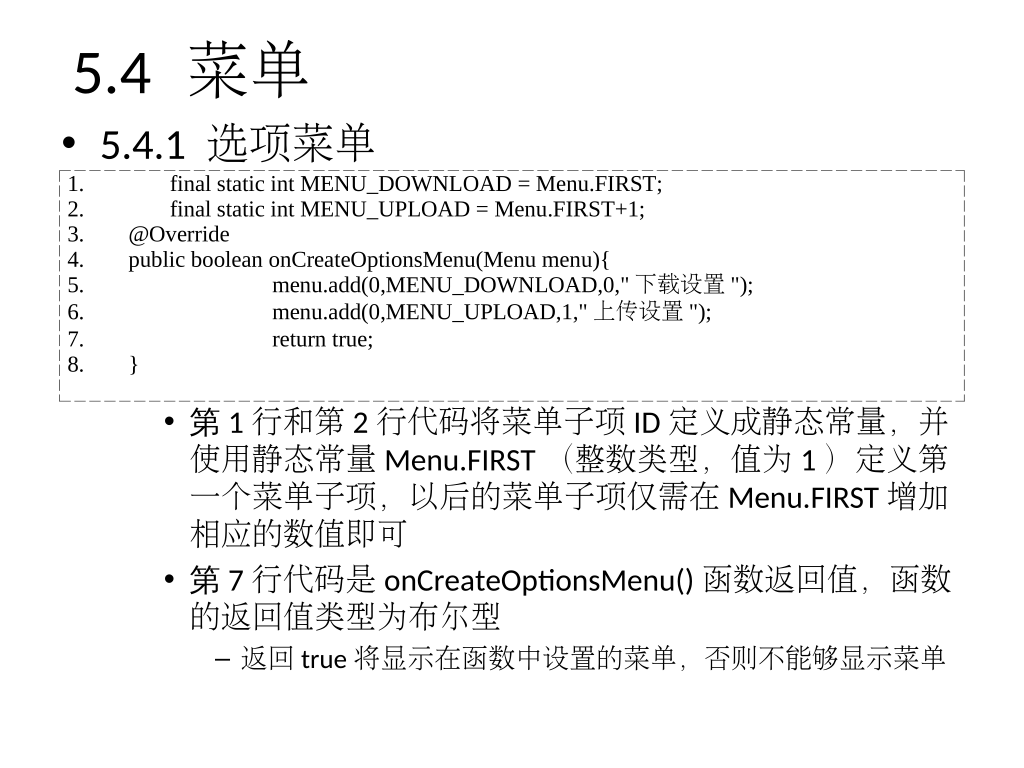 5.4 菜单
• 5.4.1 选项菜单
1. final static int MENU_DOWNLOAD = Menu.FIRST;
2. final static int MENU_UPLOAD = Menu.FIRST+1;
3. @Override
4. public boolean onCreateOptionsMenu(Menu menu){
5. menu.add(0,MENU_DOWNLOAD,0," 下载设置 ");
6. menu.add(0,MENU_UPLOAD,1," 上传设置 ");
7. return true;
8. }
• 第 1 行和第 2 行代码将菜单子项 ID 定义成静态常量，并
使用静态常量 Menu.FIRST （整数类型，值为 1 ）定义第
一个菜单子项，以后的菜单子项仅需在 Menu.FIRST 增加
相应的数值即可
• 第 7 行代码是 onCreateOptionsMenu() 函数返回值，函数
的返回值类型为布尔型
– 返回 true 将显示在函数中设置的菜单，否则不能够显示菜单